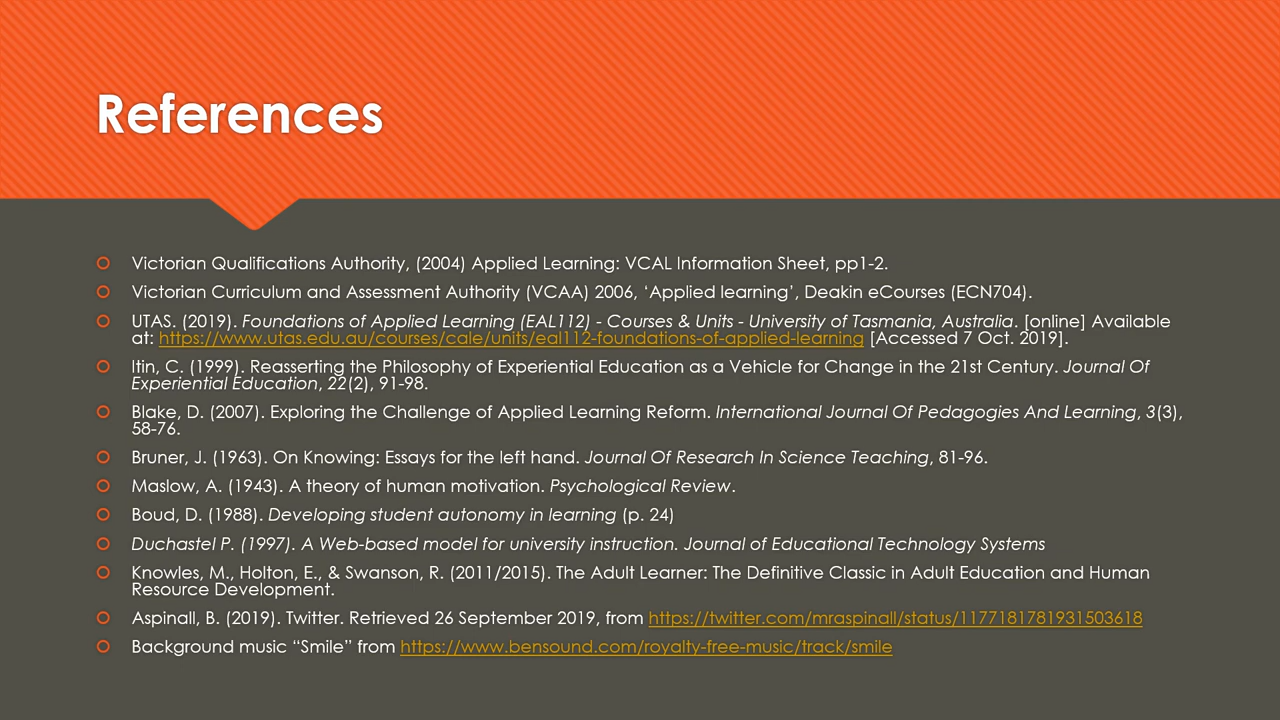 References
Victorian Qualifications Authority, (2004) Applied Learning: VCAL Information Sheet, pp1-2.
Victorian Curriculum and Assessment Authority (VCAA) 2006, ‘Applied learning’, Deakin eCourses (ECN704).
UTAS. (2019). Foundations of Applied Learning (EAL112) - Courses & Units - University of Tasmania, Australia. [online] Available
at: https://www.utas.edu.au/courses/cale/units/eal112-foundations-of-applied-learning [Accessed 7 Oct. 2019].
Itin, C. (1999). Reasserting the Philosophy of Experiential Education as a Vehicle for Change in the 21st Century. Journal Of
Experiential Education, 22(2), 91-98.
Blake, D. (2007). Exploring the Challenge of Applied Learning Reform. International Journal Of Pedagogies And Learning, 3(3),
58-76.
Bruner, J. (1963). On Knowing: Essays for the left hand. Journal Of Research In Science Teaching, 81-96.
Maslow, A. (1943). A theory of human motivation. Psychological Review.
Boud, D. (1988). Developing student autonomy in learning (p. 24)
Duchastel P. (1997). A Web-based model for university instruction. Journal of Educational Technology Systems
Knowles, M., Holton, E., & Swanson, R. (2011/2015). The Adult Learner: The Definitive Classic in Adult Education and Human
Resource Development.
Aspinall, B. (2019). Twitter. Retrieved 26 September 2019, from https://twitter.com/mraspinall/status/1177181781931503618
Background music “Smile” from https://www.bensound.com/royalty-free-music/track/smile